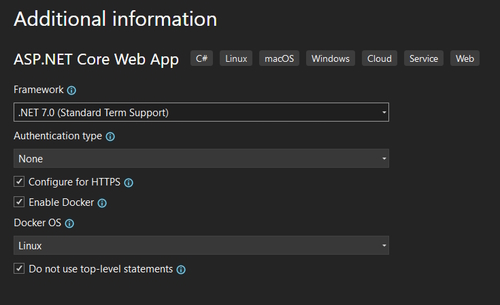 Additional information
ASP.NET Core Web App C# Linux macOS Windows Cloud Service Web
Framework
.NET 7.0 (Standard Term Support)
Authentication type
None
Configure for HTTPS
Enable Docker
Docker OS
Linux
Do not use top-level statements